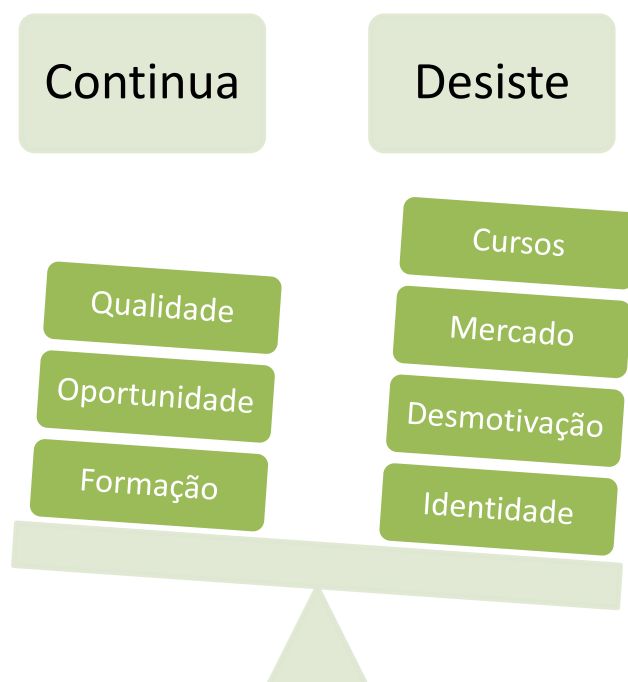 Continua
Desiste
Qualidade
Oportunidade
Formação
Cursos
Mercado
Desmotivação
Identidade